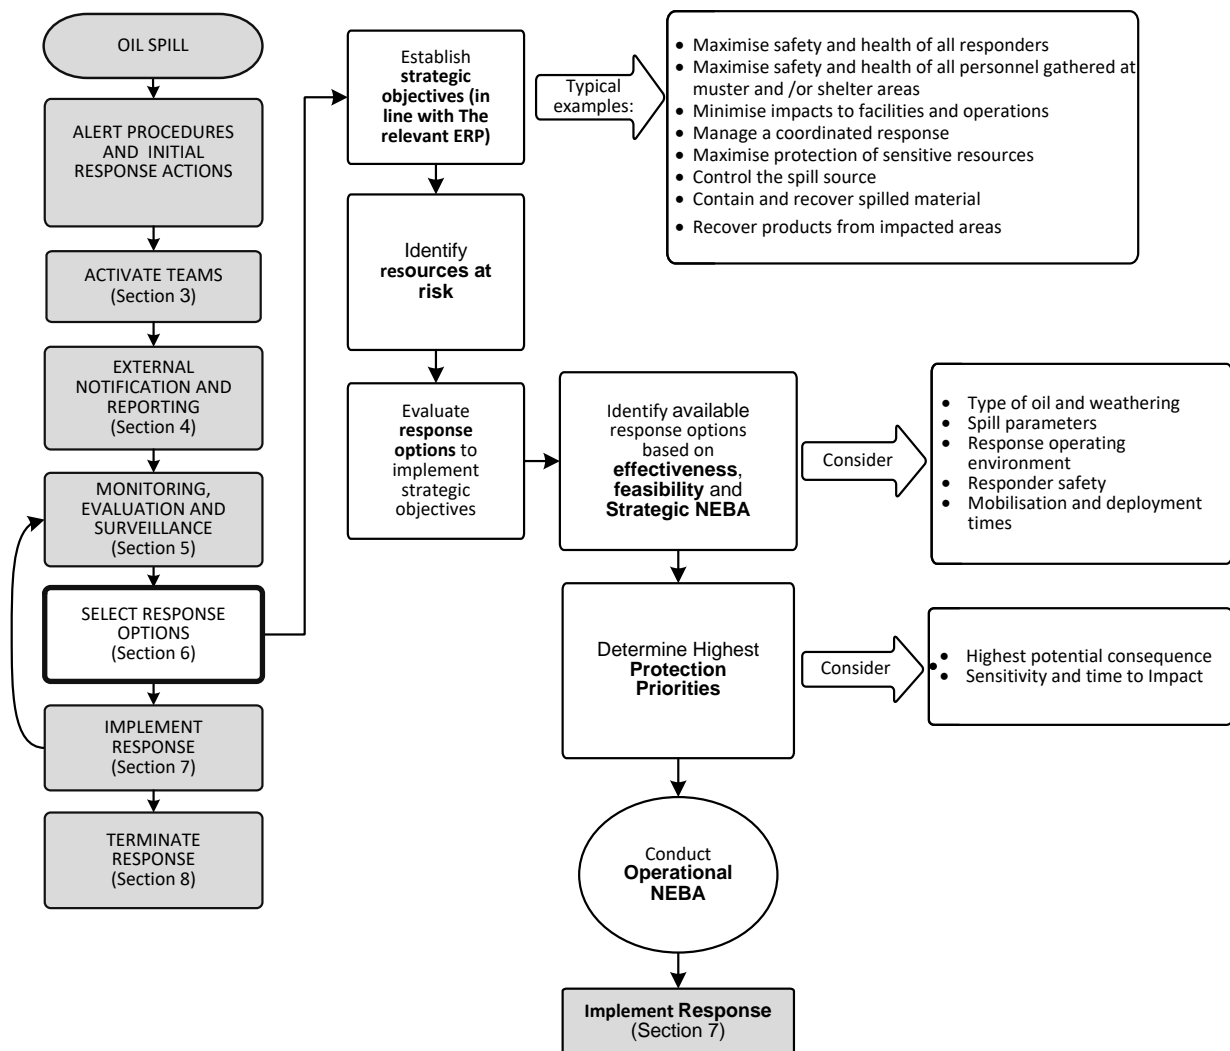 OIL SPILL
ALERT PROCEDURES
AND INITIAL
RESPONSE ACTIONS
ACTIVATE TEAMS
(Section 3)
EXTERNAL
NOTIFICATION AND
REPORTING
(Section 4)
MONITORING,
EVALUATION AND
SURVEILLANCE
(Section 5)
SELECT RESPONSE
OPTIONS
(Section 6)
IMPLEMENT
RESPONSE
(Section 7)
TERMINATE
RESPONSE
(Section 8)
Establish
strategic
objectives (in
line with The
relevant ERP)
Typical
examples:
• Maximise safety and health of all responders
• Maximise safety and health of all personnel gathered at
muster and /or shelter areas
• Minimise impacts to facilities and operations
• Manage a coordinated response
• Maximise protection of sensitive resources
• Control the spill source
• Contain and recover spilled material
• Recover products from impacted areas
Identify
resources at
risk
Evaluate
response
options to
implement
strategic
objectives
Identify available
response options
based on
effectiveness,
feasibility and
Strategic NEBA
Consider
• Type of oil and weathering
• Spill parameters
• Response operating
environment
• Responder safety
• Mobilisation and deployment
times
Determine Highest
Protection
Priorities
Consider
• Highest potential consequence
• Sensitivity and time to Impact
Conduct
Operational
NEBA
Implement Response
(Section 7)